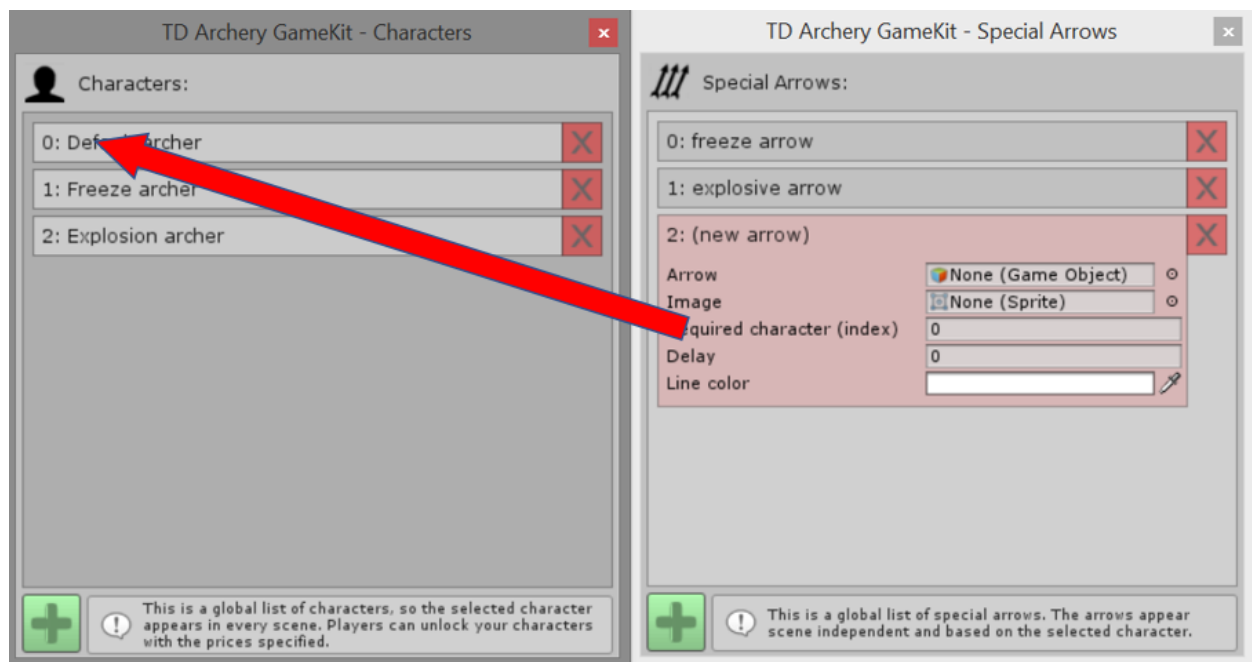 TD Archery GameKit - Characters
Characters:
0: Default archer
1: Freeze archer
2: Explosion archer
This is a global list of characters, so the selected character
appears in every scene. Players can unlock your characters
with the prices specified.
TD Archery GameKit - Special Arrows
Special Arrows:
0: freeze arrow
1: explosive arrow
2: (new arrow)
Arrow None (Game Object)
Image None (Sprite)
Required character (index) 0
Delay 0
Line color
This is a global list of special arrows. The arrows appear
scene independent and based on the selected character.